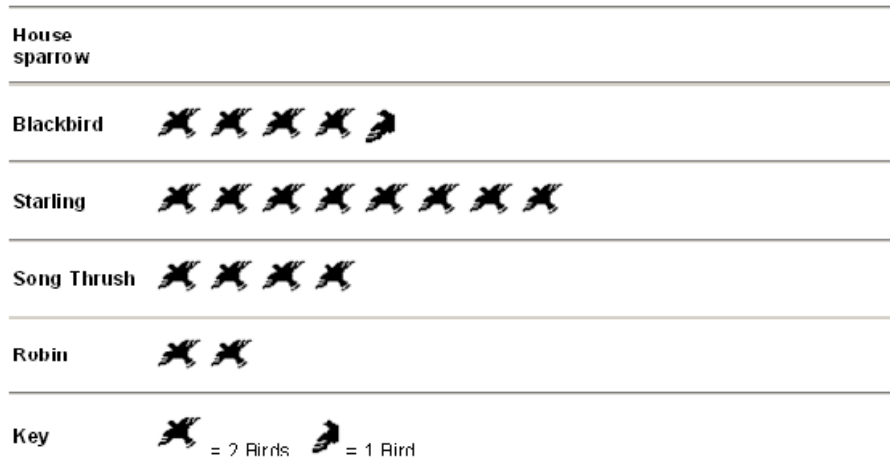 House
sparrow
Blackbird
Starling
Song Thrush
Robin
Key = 2 Birds = 1 Bird